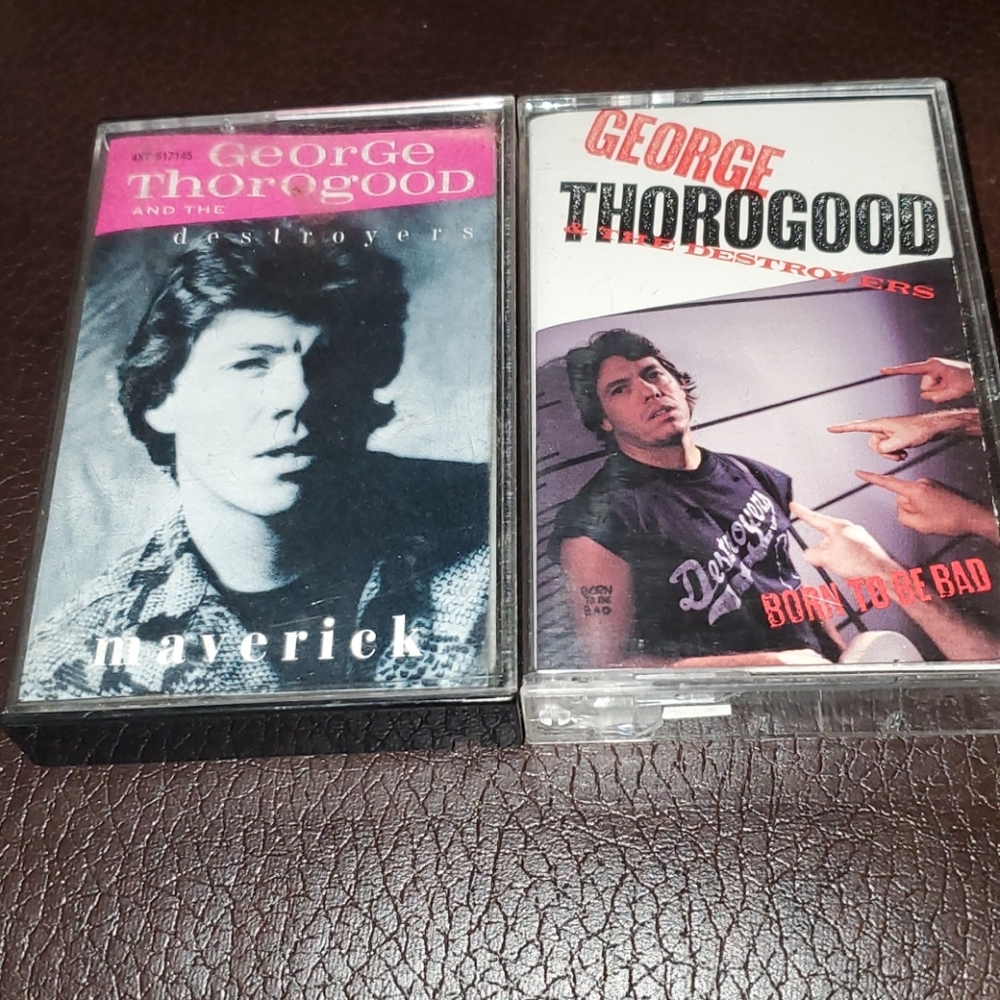 4XT-517145
GeorGe
ThorogOOD
AND THE
destroyers
maverick
GEORGE
THOROGOOD
& THE DESTROYERS
Destroyers
BORN
TO BE
BAD
BORN TO BE BAD